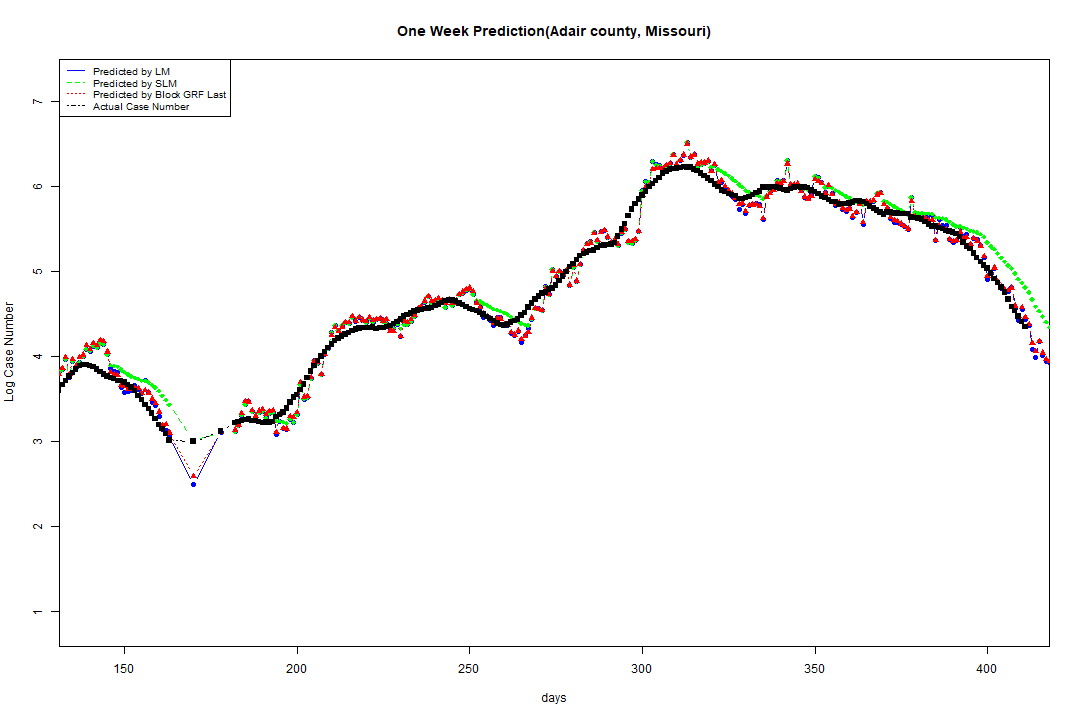 One Week Prediction(Adair county, Missouri)
Predicted by LM
Predicted by SLM
Predicted by Block GRF Last
Actual Case Number
7
6
5
4
3
2
1
Log Case Number
150 200 250 300 350 400
days